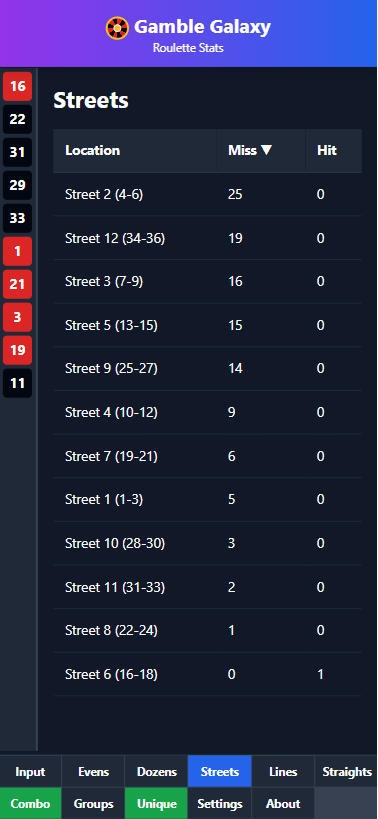 Gamble Galaxy
Roulette Stats
16
22
31
29
33
1
21
3
19
11
Streets
Location Miss ▼ Hit
Street 2 (4-6) 25 0
Street 12 (34-36) 19 0
Street 3 (7-9) 16 0
Street 5 (13-15) 15 0
Street 9 (25-27) 14 0
Street 4 (10-12) 9 0
Street 7 (19-21) 6 0
Street 1 (1-3) 5 0
Street 10 (28-30) 3 0
Street 11 (31-33) 2 0
Street 8 (22-24) 1 0
Street 6 (16-18) 0 1
Input Evens Dozens Streets Lines Straights
Combo Groups Unique Settings About